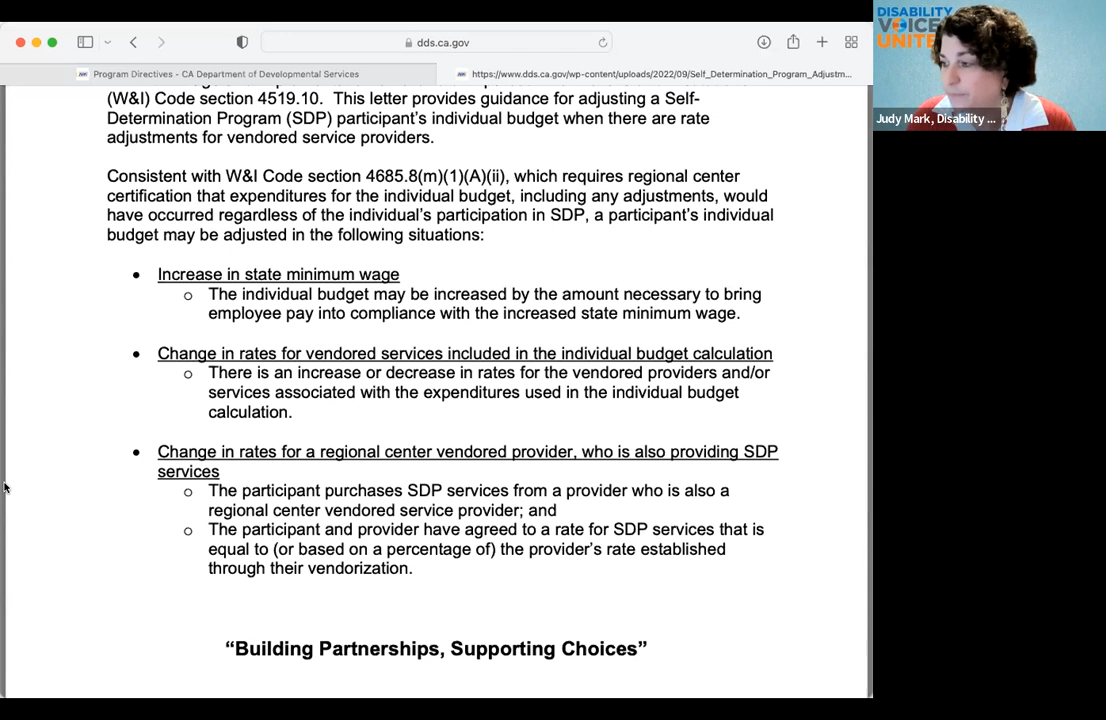 DISABILITY
VOICES
UNITE
dds.ca.gov
Program Directives - CA Department of Developmental Services
https://www.dds.ca.gov/wp-content/uploads/2022/09/Self_Determination_Program_Adjustm...
Judy Mark, Disability ...
(W&I) Code section 4519.10. This letter provides guidance for adjusting a Self-
Determination Program (SDP) participant's individual budget when there are rate
adjustments for vendored service providers.
Consistent with W&I Code section 4685.8(m)(1)(A)(ii), which requires regional center
certification that expenditures for the individual budget, including any adjustments, would
have occurred regardless of the individual's participation in SDP, a participant's individual
budget may be adjusted in the following situations:
• Increase in state minimum wage
o The individual budget may be increased by the amount necessary to bring
employee pay into compliance with the increased state minimum wage.
• Change in rates for vendored services included in the individual budget calculation
o There is an increase or decrease in rates for the vendored providers and/or
services associated with the expenditures used in the individual budget
calculation.
• Change in rates for a regional center vendored provider, who is also providing SDP
services
o The participant purchases SDP services from a provider who is also a
regional center vendored service provider; and
o The participant and provider have agreed to a rate for SDP services that is
equal to (or based on a percentage of) the provider's rate established
through their vendorization.
“Building Partnerships, Supporting Choices”